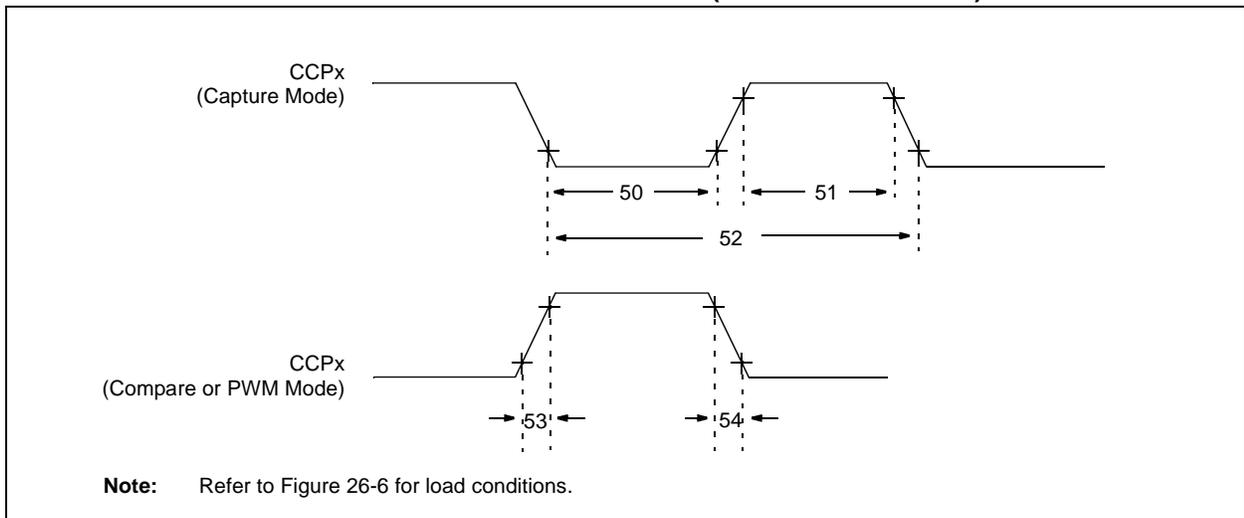 CCPx
(Capture Mode)
50
51
52
CCPx
(Compare or PWM Mode)
53
54
Note: Refer to Figure 26-6 for load conditions.